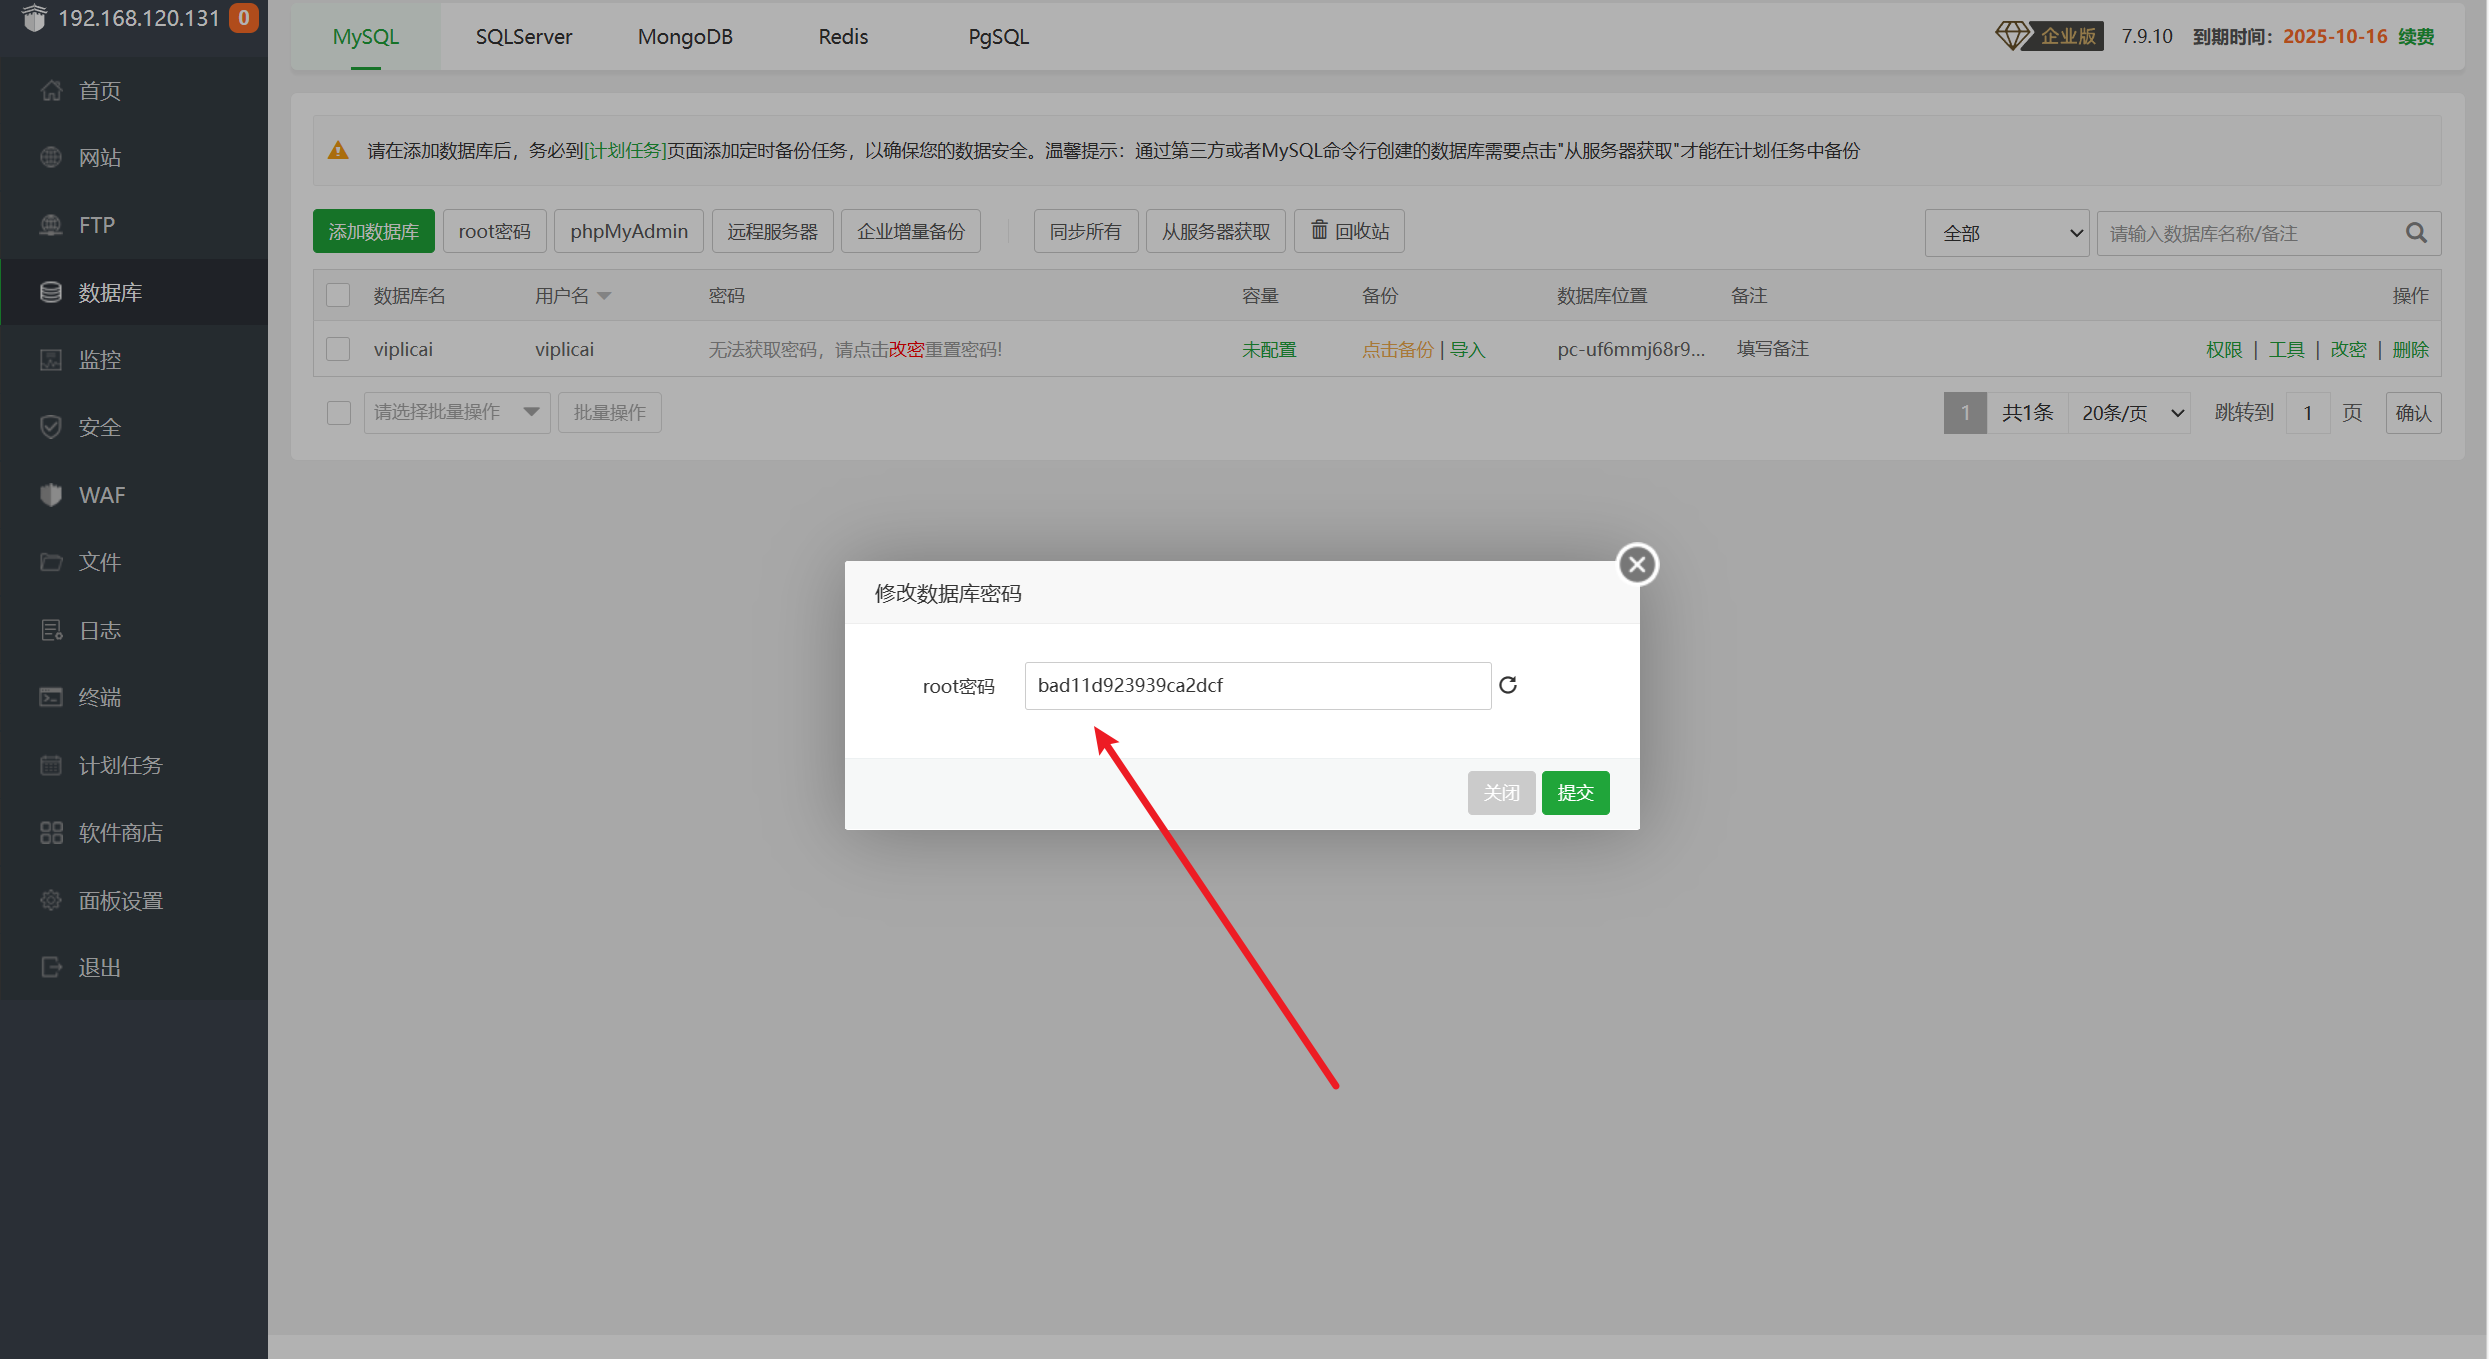 192.168.120.131 0
首页
网站
FTP
数据库
监控
安全
WAF
文件
日志
终端
计划任务
软件商店
面板设置
退出
MySQL SQLServer MongoDB Redis PgSQL
企业版 7.9.10 到期时间：2025-10-16 续费
请在添加数据库后，务必到[计划任务]页面添加定时备份任务，以确保您的数据安全。温馨提示：通过第三方或者MySQL命令行创建的数据库需要点击"从服务器获取"才能在计划任务中备份
添加数据库 root密码 phpMyAdmin 远程服务器 企业增量备份 同步所有 从服务器获取 回收站 全部 请输入数据库名称/备注
数据库名 用户名 密码 容量 备份 数据库位置 备注 操作
viplicai viplicai 无法获取密码，请点击改密重置密码! 未配置 点击备份 | 导入 pc-uf6mmj68r9... 填写备注 权限 | 工具 | 改密 | 删除
请选择批量操作 批量操作 1 共1条 20条/页 跳转到 1 页 确认
修改数据库密码
root密码 bad11d923939ca2dcf
关闭 提交